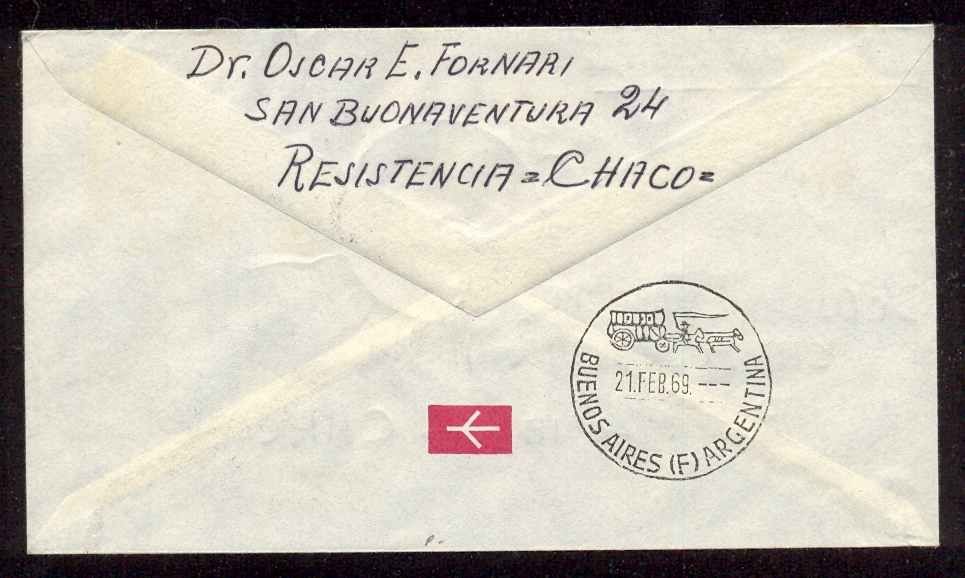 Dr. OSCAR E. FORNARI
SAN BUONAVENTURA 24
RESISTENCIA = CHACO =
21.FEB.69. ---
BUENOS AIRES (F) ARGENTINA